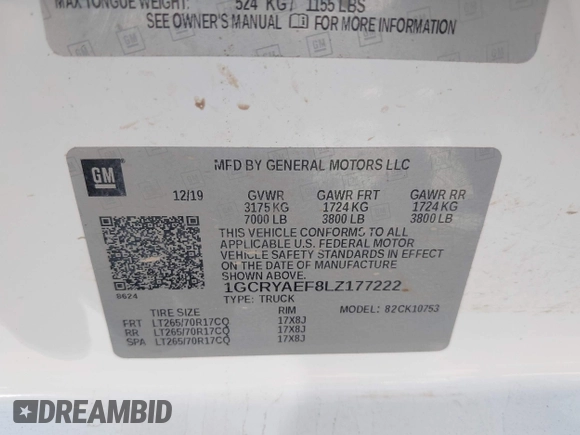 MAX TONGUE WEIGHT: 524 KG / 1155 LBS
SEE OWNER'S MANUAL FOR MORE INFORMATION
GM
MFD BY GENERAL MOTORS LLC
12/19 GVWR GAWR FRT GAWR RR
3175 KG 1724 KG 1724 KG
7000 LB 3800 LB 3800 LB
THIS VEHICLE CONFORMS TO ALL
APPLICABLE U.S. FEDERAL MOTOR
VEHICLE SAFETY STANDARDS IN EFFECT
ON THE DATE OF MANUFACTURE
SHOWN ABOVE.
1GCRYAEF8LZ177222
8624
TYPE: TRUCK
MODEL: 82CK10753
TIRE SIZE RIM
FRT LT265/70R17CQ 17X8J
RR LT265/70R17CQ 17X8J
SPA LT265/70R17CQ 17X8J
DREAMBID